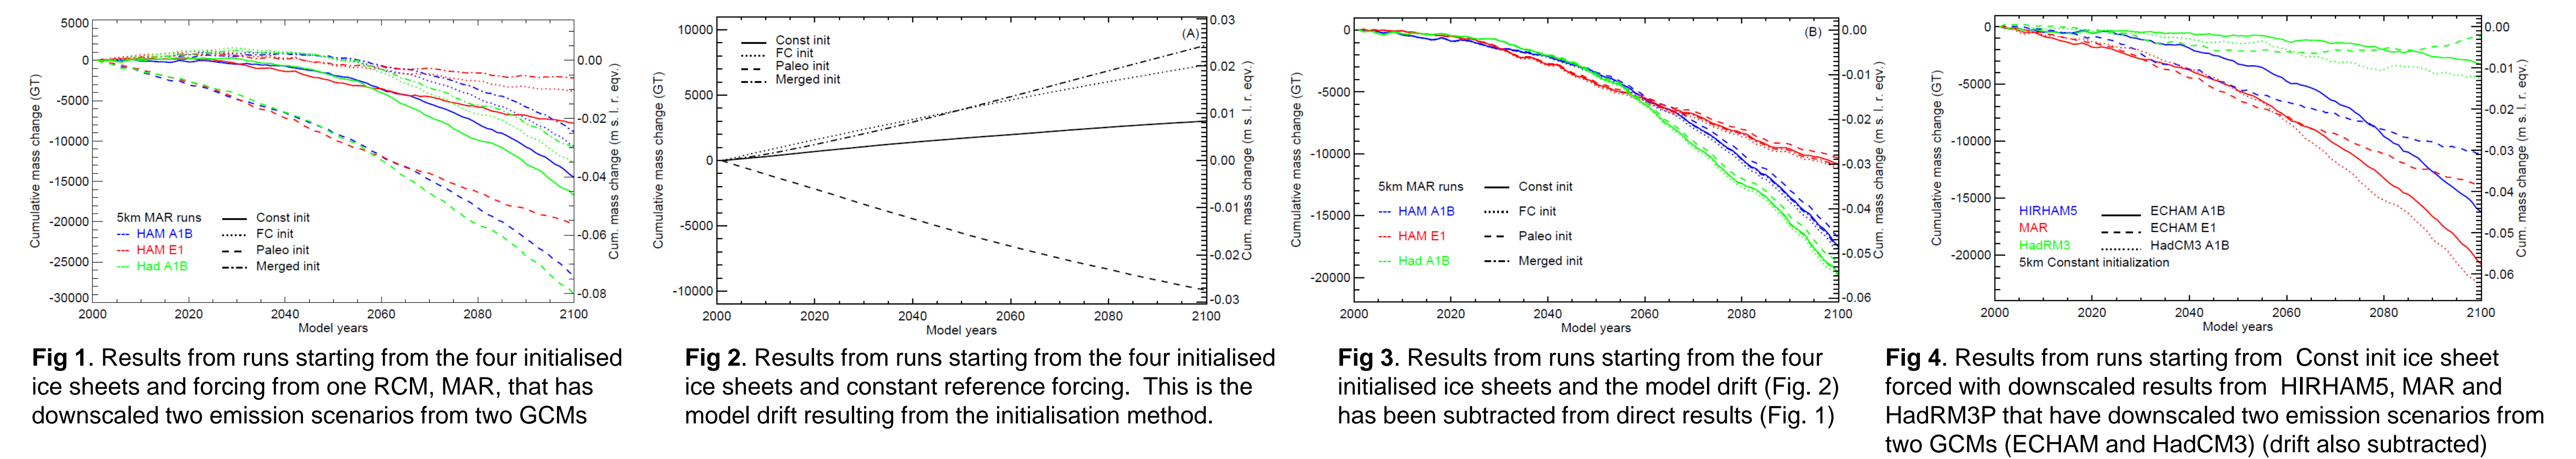 5000
0
-5000
-10000
-15000
-20000
-25000
-30000
Cumulative mass change (GT)
0.00
-0.02
-0.04
-0.06
-0.08
Cum. mass change (m s. l. r. eqv.)
5km MAR runs
HAM A1B
HAM E1
Had A1B
Const init
FC init
Paleo init
Merged init
2000 2020 2040 2060 2080 2100
Model years
Fig 1. Results from runs starting from the four initialised
ice sheets and forcing from one RCM, MAR, that has
downscaled two emission scenarios from two GCMs
10000
5000
0
-5000
-10000
Cumulative mass change (GT)
0.03
0.02
0.01
0.00
-0.01
-0.02
-0.03
Cum. mass change (m s. l. r. eqv.)
(A)
Const init
FC init
Paleo init
Merged init
2000 2020 2040 2060 2080 2100
Model years
Fig 2. Results from runs starting from the four initialised
ice sheets and constant reference forcing. This is the
model drift resulting from the initialisation method.
0
-5000
-10000
-15000
-20000
Cumulative mass change (GT)
0.00
-0.01
-0.02
-0.03
-0.04
-0.05
-0.06
Cum. mass change (m s. l. r. eqv.)
(B)
5km MAR runs
HAM A1B
HAM E1
Had A1B
Const init
FC init
Paleo init
Merged init
2000 2020 2040 2060 2080 2100
Model years
Fig 3. Results from runs starting from the four
initialised ice sheets and the model drift (Fig. 2)
has been subtracted from direct results (Fig. 1)
0
-5000
-10000
-15000
-20000
Cumulative mass change (GT)
0.00
-0.01
-0.02
-0.03
-0.04
-0.05
-0.06
Cum. mass change (m s. l. r. eqv.)
HIRHAM5
MAR
HadRM3
ECHAM A1B
ECHAM E1
HadCM3 A1B
5km Constant initialization
2000 2020 2040 2060 2080 2100
Model years
Fig 4. Results from runs starting from Const init ice sheet
forced with downscaled results from HIRHAM5, MAR and
HadRM3P that have downscaled two emission scenarios from
two GCMs (ECHAM and HadCM3) (drift also subtracted)